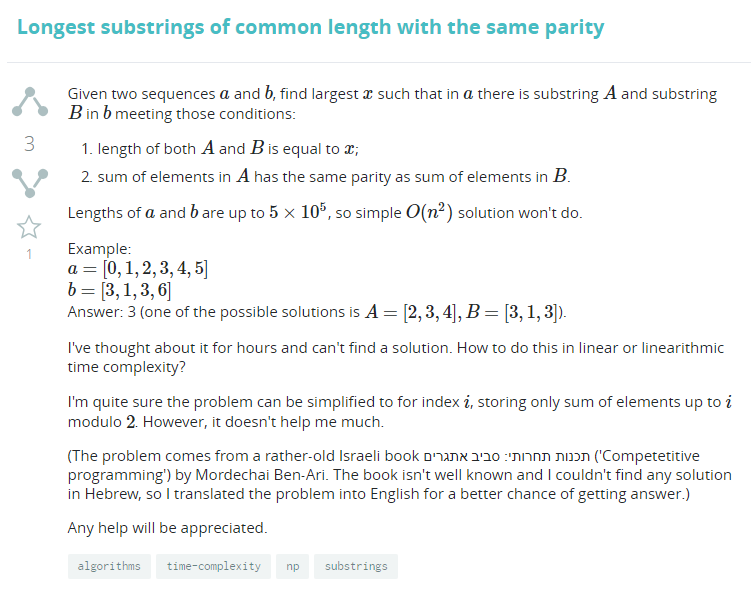 Longest substrings of common length with the same parity
Given two sequences a and b, find largest x such that in a there is substring A and substring
B in b meeting those conditions:
3
1. length of both A and B is equal to x;
2. sum of elements in A has the same parity as sum of elements in B.
Lengths of a and b are up to 5 × 10⁵, so simple O(n²) solution won't do.
1
Example:
a = [0, 1, 2, 3, 4, 5]
b = [3, 1, 3, 6]
Answer: 3 (one of the possible solutions is A = [2, 3, 4], B = [3, 1, 3]).
I've thought about it for hours and can't find a solution. How to do this in linear or linearithmic
time complexity?
I'm quite sure the problem can be simplified to for index i, storing only sum of elements up to i
modulo 2. However, it doesn't help me much.
(The problem comes from a rather-old Israeli book תכנות תחרותי: סביב אתגרים ('Competetitive
programming') by Mordechai Ben-Ari. The book isn't well known and I couldn't find any solution
in Hebrew, so I translated the problem into English for a better chance of getting answer.)
Any help will be appreciated.
algorithms time-complexity np substrings